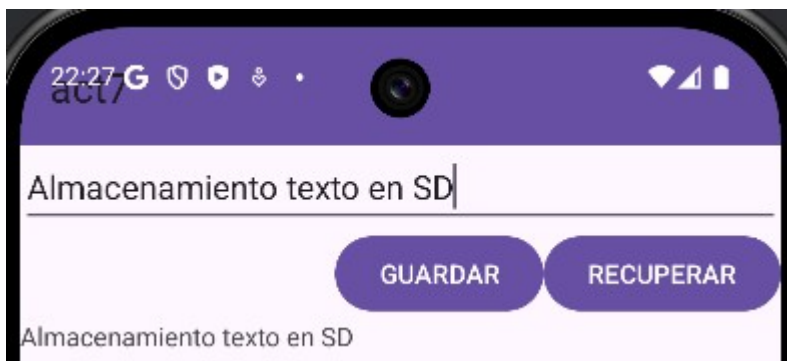 22:27 G
act7
Almacenamiento texto en SD
GUARDAR RECUPERAR
Almacenamiento texto en SD